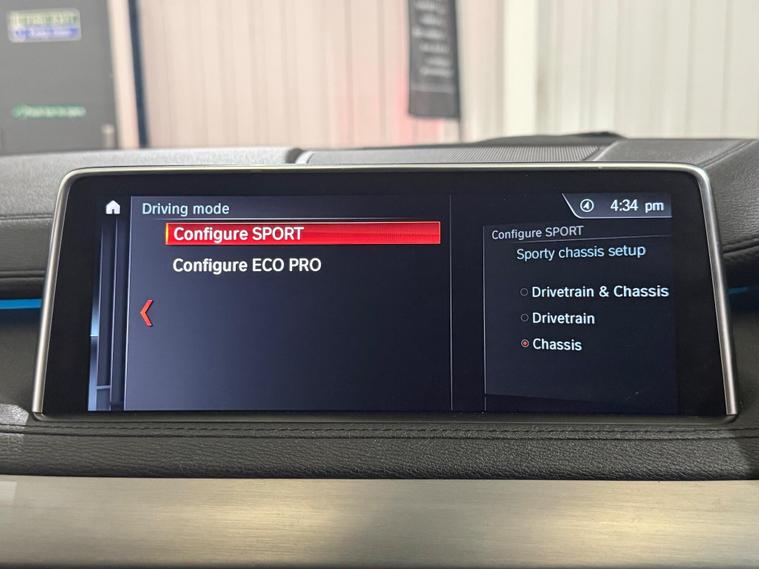 Driving mode
4:34 pm
Configure SPORT
Configure ECO PRO
Configure SPORT
Sporty chassis setup
Drivetrain & Chassis
Drivetrain
Chassis